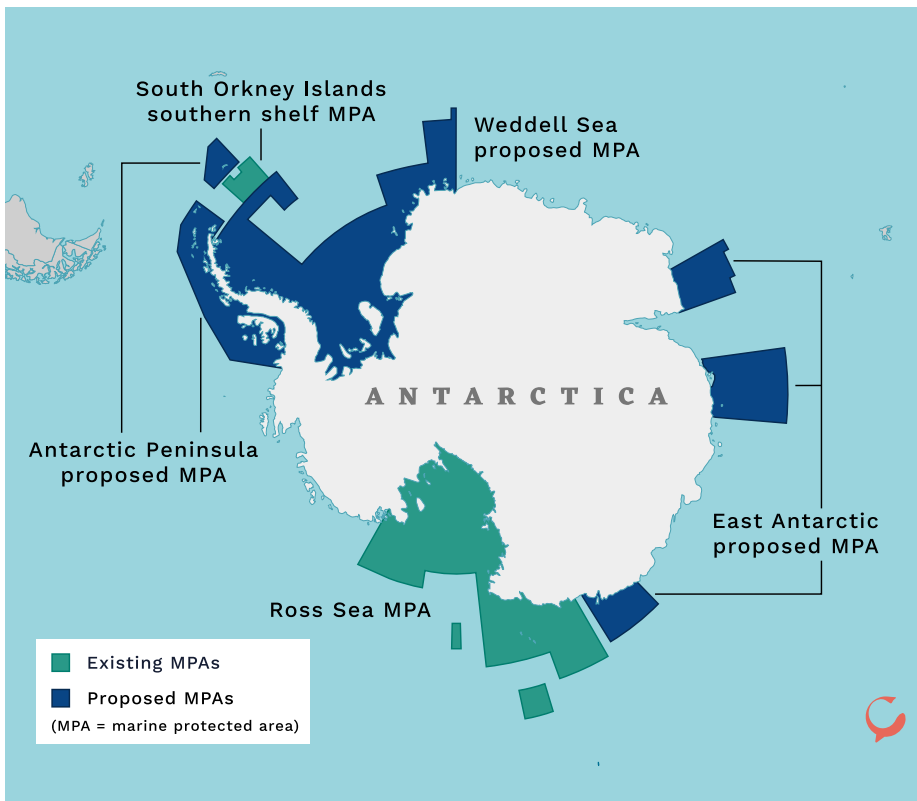 South Orkney Islands
southern shelf MPA
Weddell Sea
proposed MPA
ANTARCTICA
Antarctic Peninsula
proposed MPA
East Antarctic
proposed MPA
Ross Sea MPA
Existing MPAs
Proposed MPAs
(MPA = marine protected area)